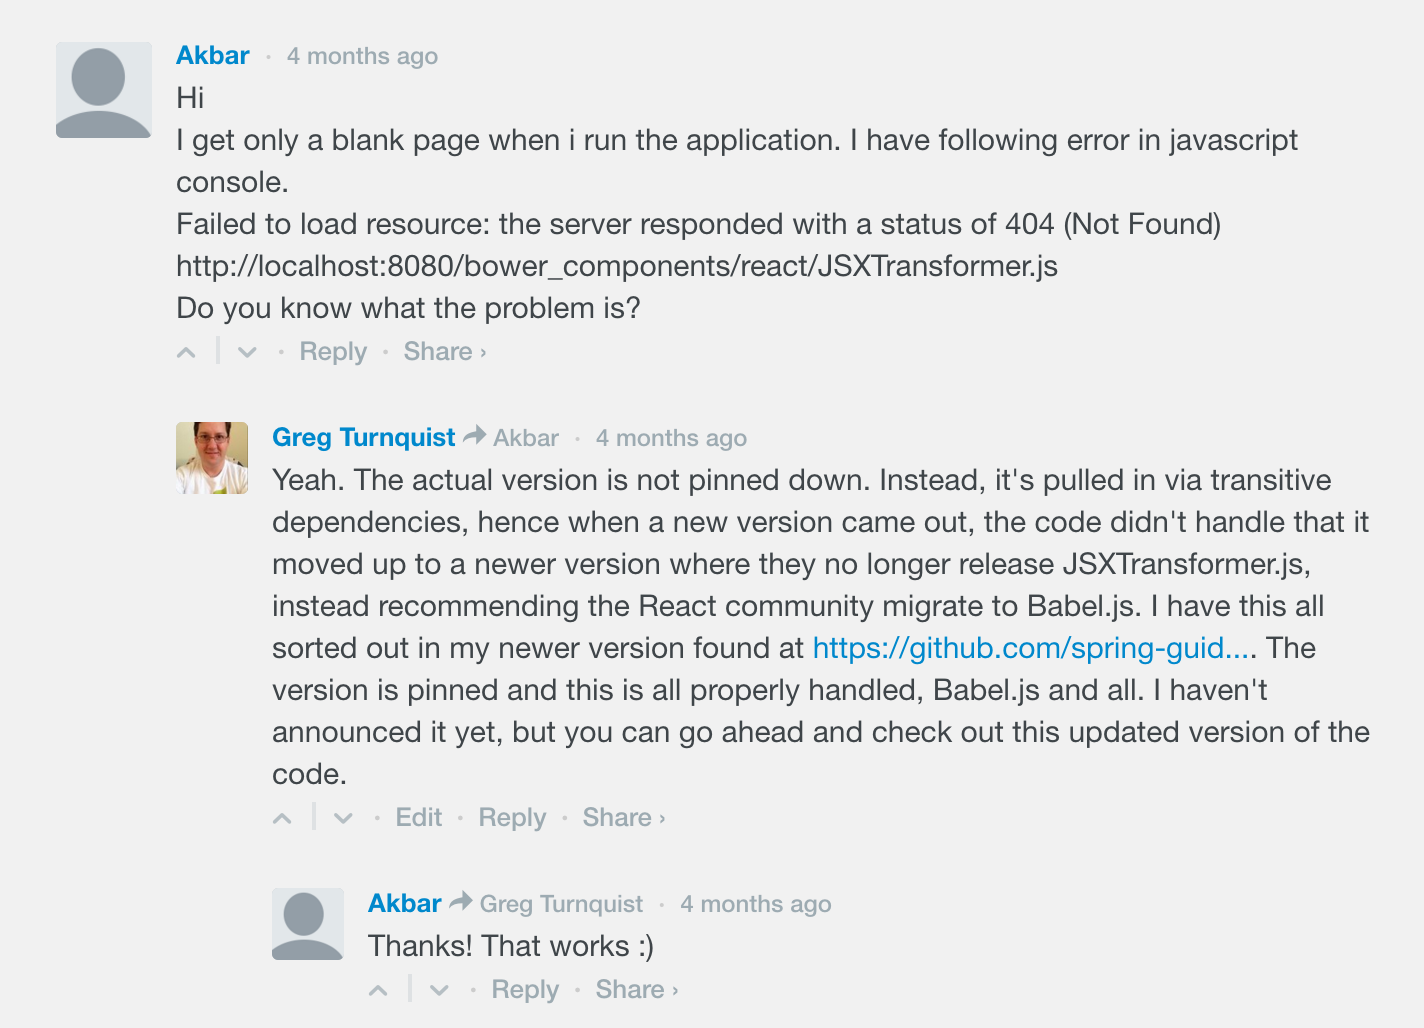 Akbar · 4 months ago
Hi
I get only a blank page when i run the application. I have following error in javascript
console.
Failed to load resource: the server responded with a status of 404 (Not Found)
http://localhost:8080/bower_components/react/JSXTransformer.js
Do you know what the problem is?
· Reply · Share ›
Greg Turnquist Akbar · 4 months ago
Yeah. The actual version is not pinned down. Instead, it's pulled in via transitive
dependencies, hence when a new version came out, the code didn't handle that it
moved up to a newer version where they no longer release JSXTransformer.js,
instead recommending the React community migrate to Babel.js. I have this all
sorted out in my newer version found at https://github.com/spring-guid.... The
version is pinned and this is all properly handled, Babel.js and all. I haven't
announced it yet, but you can go ahead and check out this updated version of the
code.
· Edit · Reply · Share ›
Akbar Greg Turnquist · 4 months ago
Thanks! That works :)
· Reply · Share ›